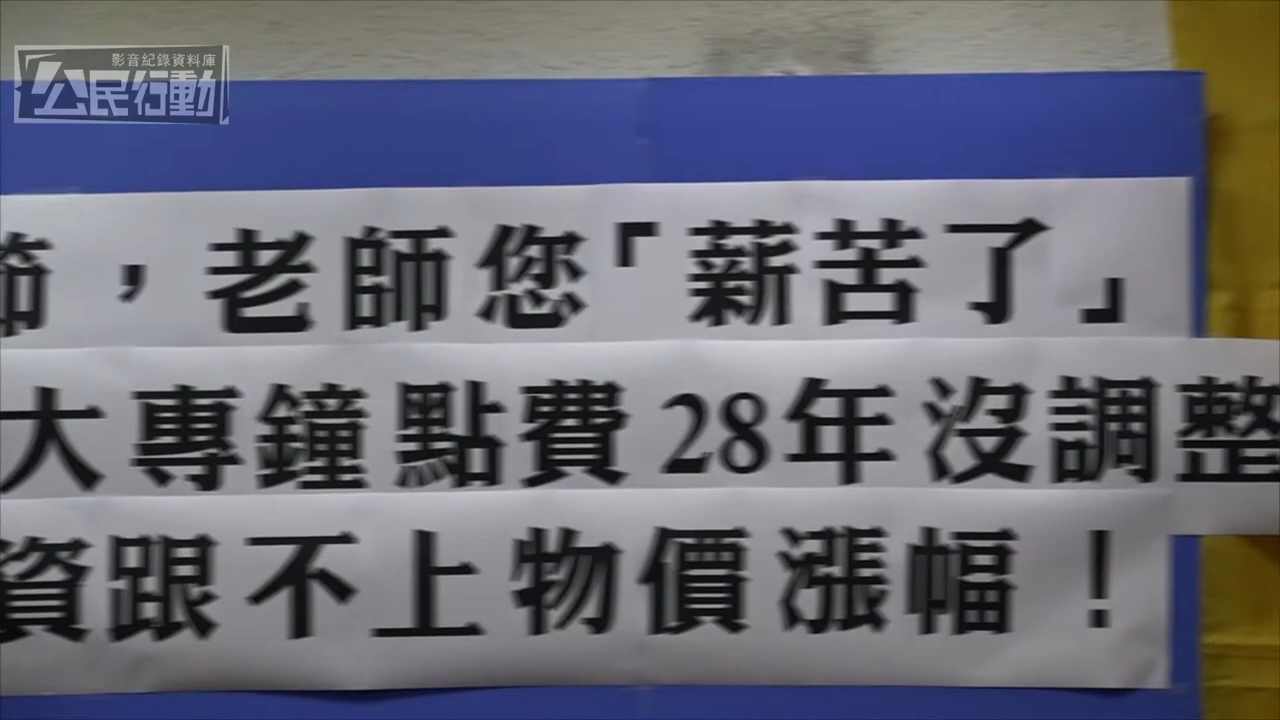 影音紀錄資料庫
公民行動
節，老師您「薪苦了」
大專鐘點費28年沒調整
資跟不上物價漲幅！